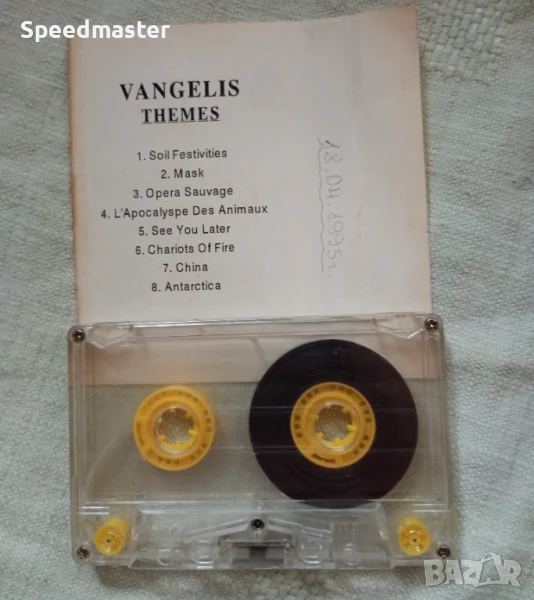 Speedmaster
VANGELIS
THEMES
1. Soil Festivities
2. Mask
3. Opera Sauvage
4. L'Apocalyspe Des Animaux
5. See You Later
6. Chariots Of Fire
7. China
8. Antarctica
18.04.1995г.
BAZAR